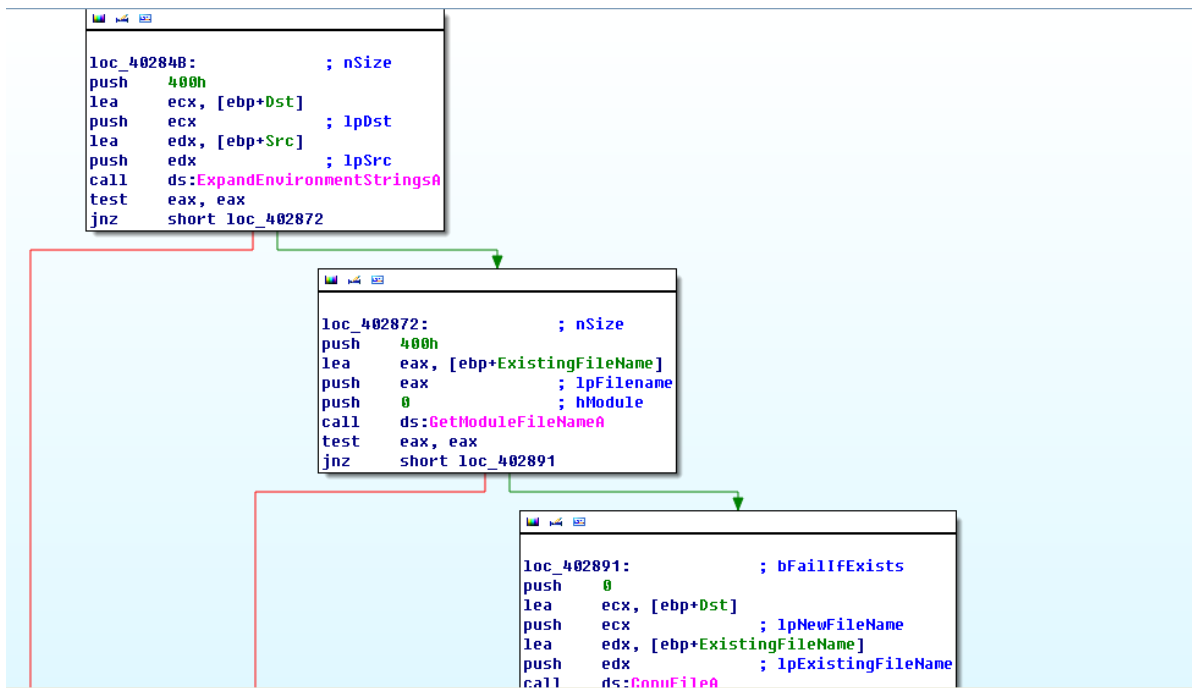 loc_40284B: ; nSize
push 400h
lea ecx, [ebp+Dst]
push ecx ; lpDst
lea edx, [ebp+Src]
push edx ; lpSrc
call ds:ExpandEnvironmentStringsA
test eax, eax
jnz short loc_402872
loc_402872: ; nSize
push 400h
lea eax, [ebp+ExistingFileName]
push eax ; lpFilename
push 0 ; hModule
call ds:GetModuleFileNameA
test eax, eax
jnz short loc_402891
loc_402891: ; bFailIfExists
push 0
lea ecx, [ebp+Dst]
push ecx ; lpNewFileName
lea edx, [ebp+ExistingFileName]
push edx ; lpExistingFileName
call ds:CopyFileA